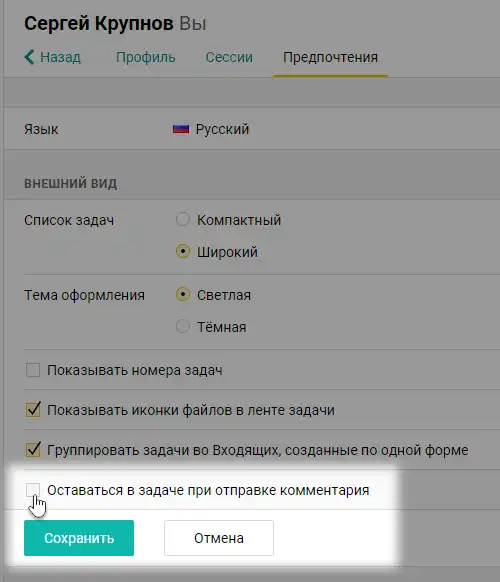 Сергей Крупнов Вы
Назад Профиль Сессии Предпочтения
Язык Русский
ВНЕШНИЙ ВИД
Список задач Компактный
Широкий
Тема оформления Светлая
Тёмная
Показывать номера задач
Показывать иконки файлов в ленте задачи
Группировать задачи во Входящих, созданные по одной форме
Оставаться в задаче при отправке комментария
Сохранить Отмена